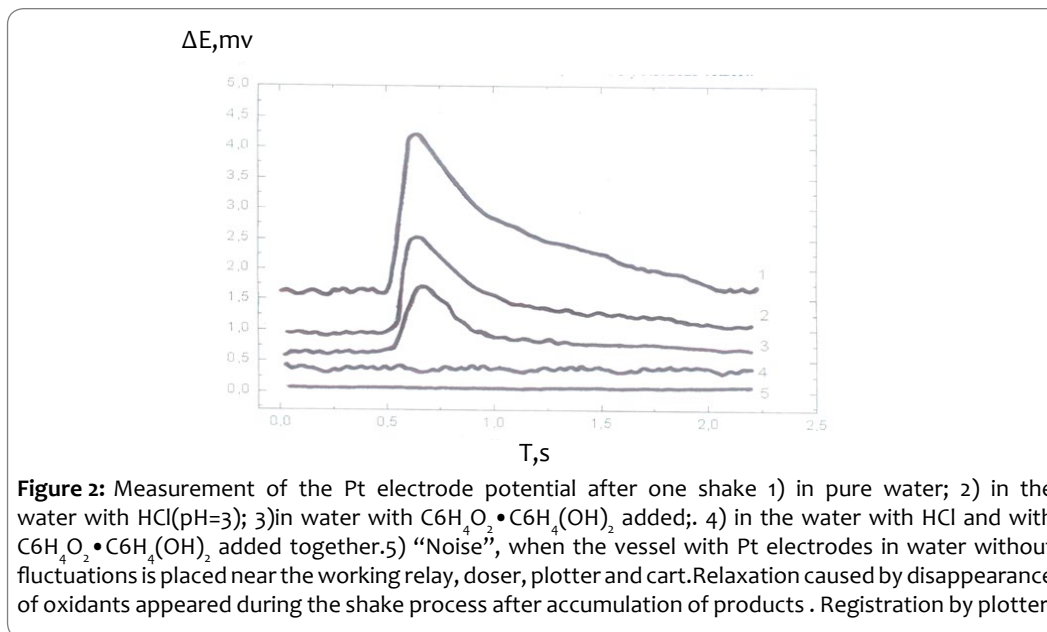 ΔE,mv
5,0
4,5
4,0
3,5
3,0
2,5
2,0
1,5
1,0
0,5
0,0
1
2
3
4
5
0,0 0,5 1,0 1,5 2,0 2,5
T,s
Figure 2: Measurement of the Pt electrode potential after one shake 1) in pure water; 2) in the
water with HCl(pH=3); 3)in water with C6H₄O₂•C6H₄(OH)₂ added;. 4) in the water with HCl and with
C6H₄O₂•C6H₄(OH)₂ added together.5) “Noise”, when the vessel with Pt electrodes in water without
fluctuations is placed near the working relay, doser, plotter and cart.Relaxation caused by disappearance
of oxidants appeared during the shake process after accumulation of products . Registration by plotter